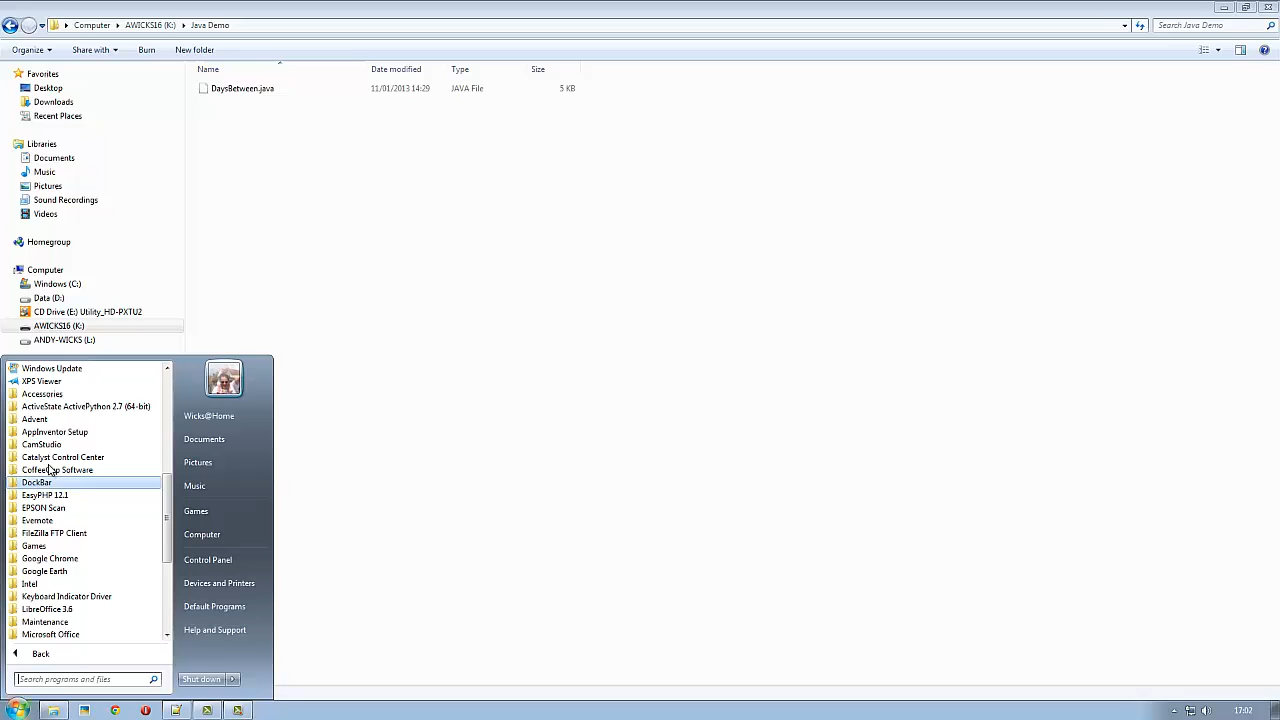 Computer ▸ AWICKS16 (K:) ▸ Java Demo
Search Java Demo
Organize Share with Burn New folder
Name Date modified Type Size
DaysBetween.java 11/01/2013 14:29 JAVA File 5 KB
Favorites
Desktop
Downloads
Recent Places
Libraries
Documents
Music
Pictures
Sound Recordings
Videos
Homegroup
Computer
Windows (C:)
Data (D:)
CD Drive (E:) Utility_HD-PXTU2
AWICKS16 (K:)
ANDY-WICKS (L:)
Windows Update
XPS Viewer
Accessories
ActiveState ActivePython 2.7 (64-bit)
Advent
AppInventor Setup
CamStudio
Catalyst Control Center
CoffeeCup Software
DockBar
EasyPHP 12.1
EPSON Scan
Evernote
FileZilla FTP Client
Games
Google Chrome
Google Earth
Intel
Keyboard Indicator Driver
LibreOffice 3.6
Maintenance
Microsoft Office
Back
Search programs and files
Wicks@Home
Documents
Pictures
Music
Games
Computer
Control Panel
Devices and Printers
Default Programs
Help and Support
Shut down
17:02